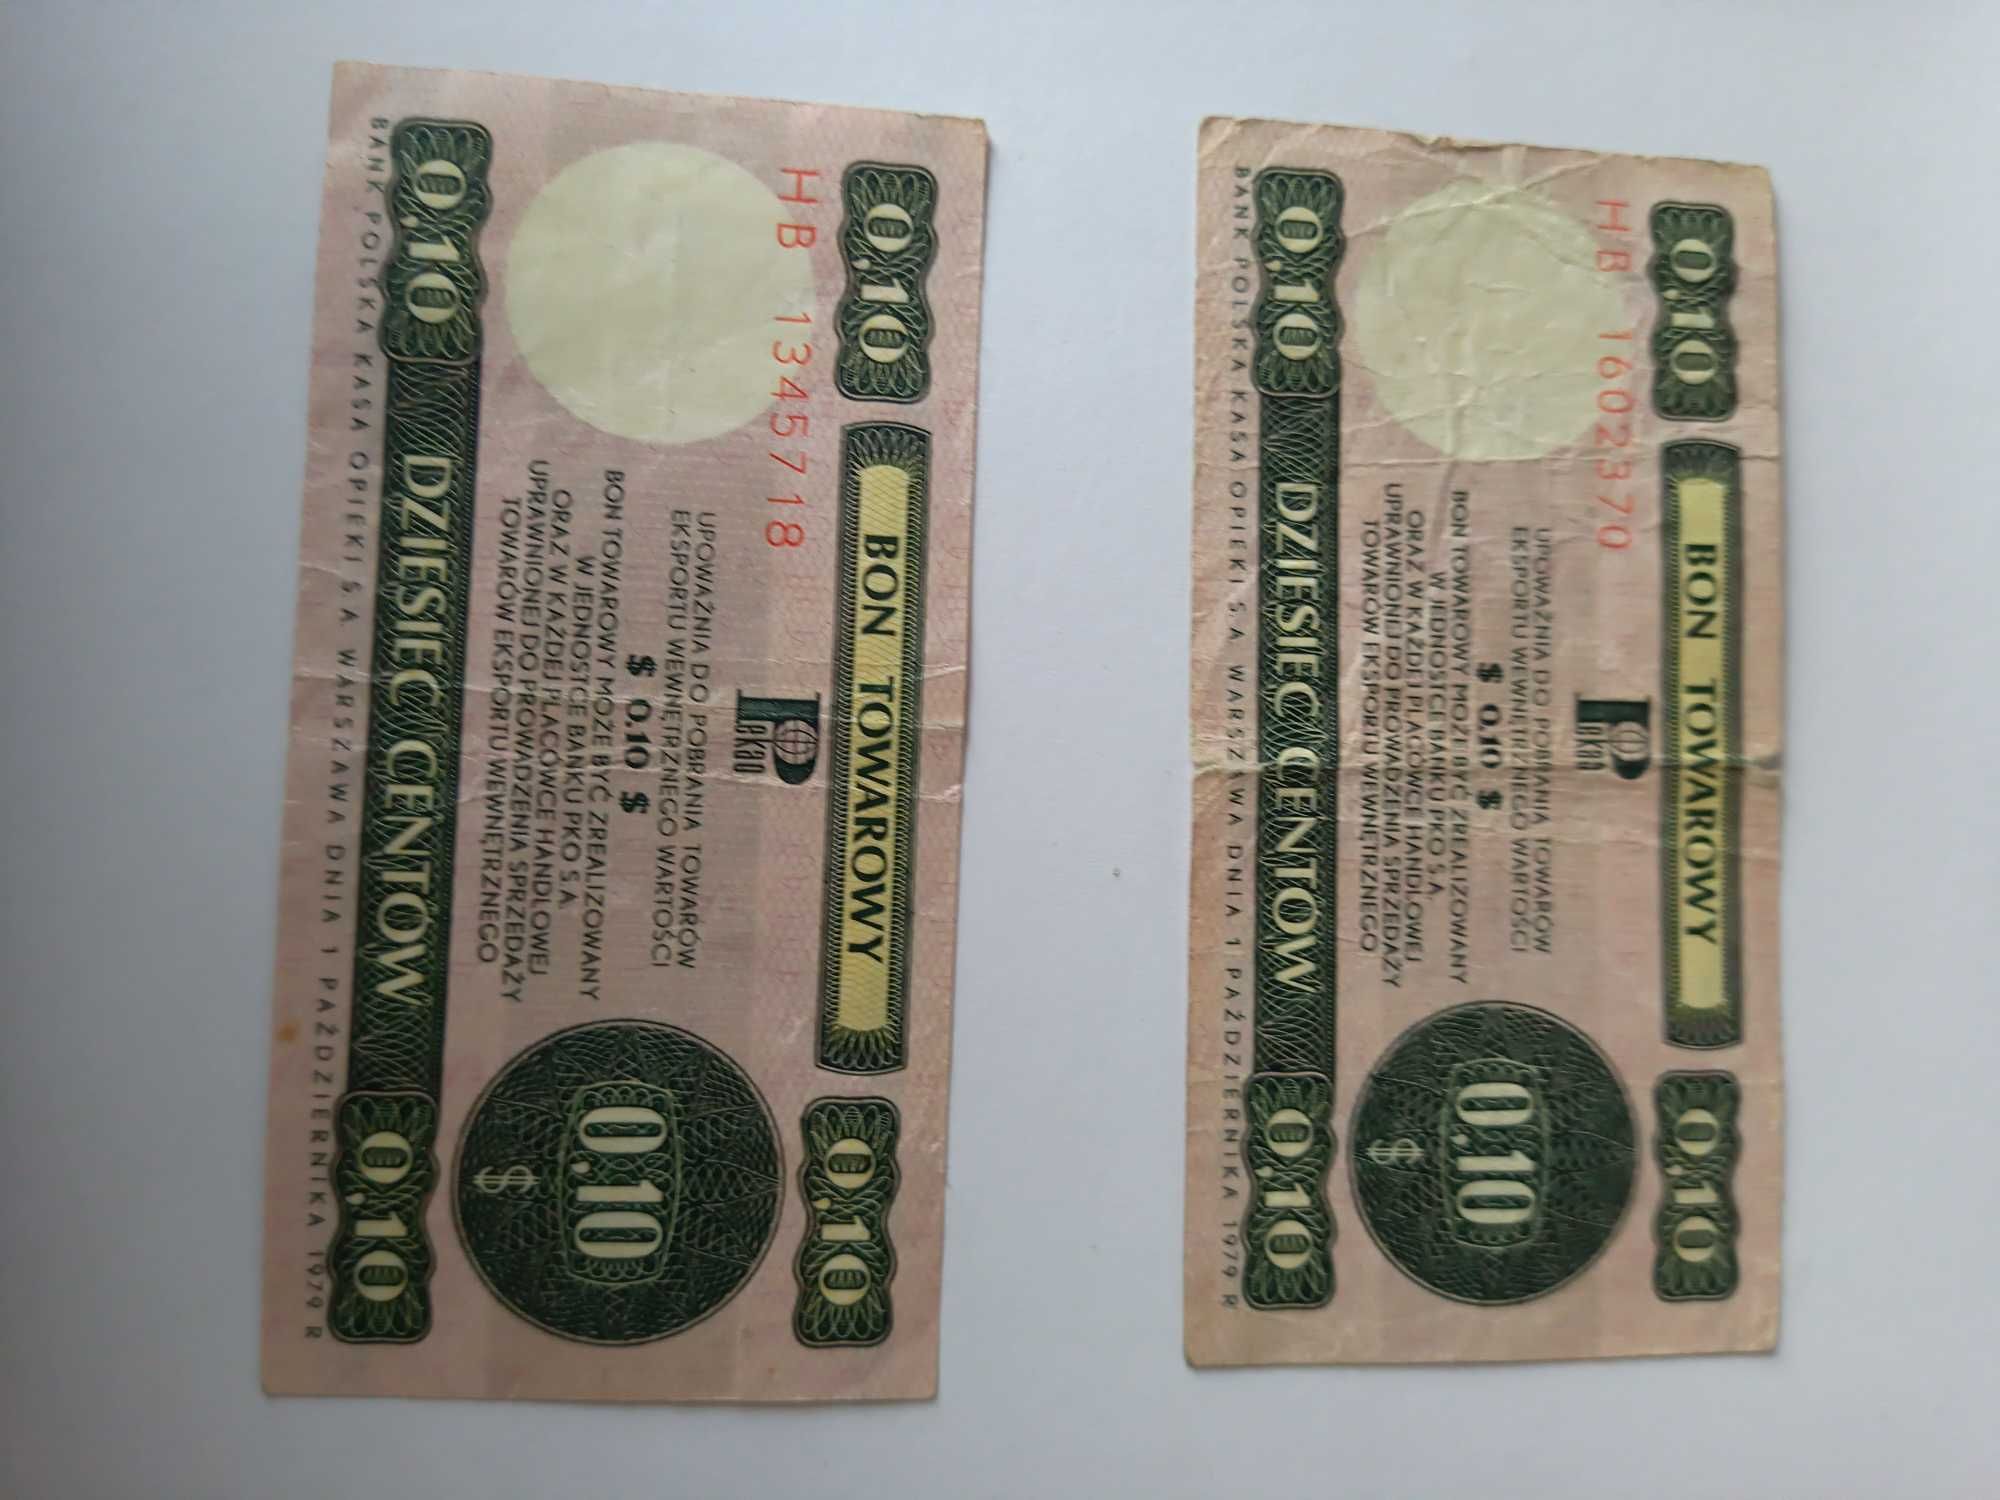 0,10 BON TOWAROWY 0,10
HB 1345718
Pekao
UPOWAŻNIA DO POBRANIA TOWARÓW
EKSPORTU WEWNĘTRZNEGO WARTOŚCI
$ 0.10 $
BON TOWAROWY MOŻE BYĆ ZREALIZOWANY
W JEDNOSTCE BANKU PKO S.A.
ORAZ W KAŻDEJ PLACÓWCE HANDLOWEJ
UPRAWNIONEJ DO PROWADZENIA SPRZEDAŻY
TOWARÓW EKSPORTU WEWNĘTRZNEGO
0,10
$
0,10 DZIESIĘĆ CENTÓW 0,10
BANK POLSKA KASA OPIEKI S.A. WARSZAWA DNIA 1 PAŹDZIERNIKA 1979 R
0,10 BON TOWAROWY 0,10
HB 1602370
Pekao
UPOWAŻNIA DO POBRANIA TOWARÓW
EKSPORTU WEWNĘTRZNEGO WARTOŚCI
$ 0.10 $
BON TOWAROWY MOŻE BYĆ ZREALIZOWANY
W JEDNOSTCE BANKU PKO S.A.
ORAZ W KAŻDEJ PLACÓWCE HANDLOWEJ
UPRAWNIONEJ DO PROWADZENIA SPRZEDAŻY
TOWARÓW EKSPORTU WEWNĘTRZNEGO
0,10
$
0,10 DZIESIĘĆ CENTÓW 0,10
BANK POLSKA KASA OPIEKI S.A. WARSZAWA DNIA 1 PAŹDZIERNIKA 1979 R